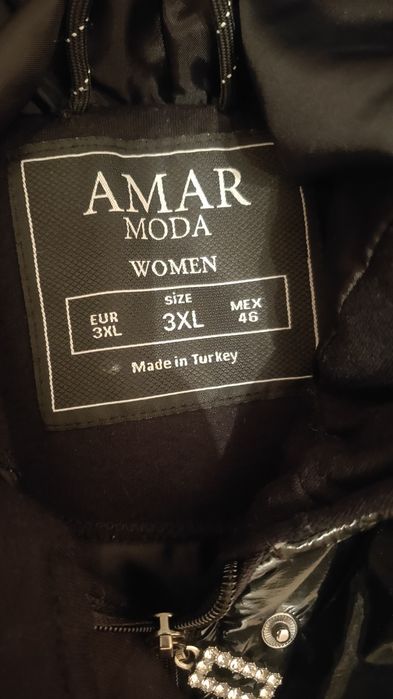 AMAR
MODA
WOMEN
SIZE
EUR 3XL MEX
3XL 46
Made in Turkey